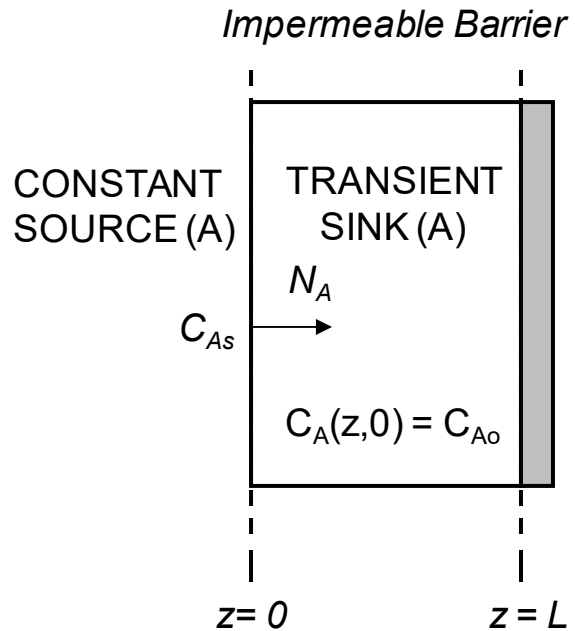 Impermeable Barrier
CONSTANT
SOURCE (A)
TRANSIENT
SINK (A)
N_A
C_As
C_A(z,0) = C_Ao
z= 0
z = L